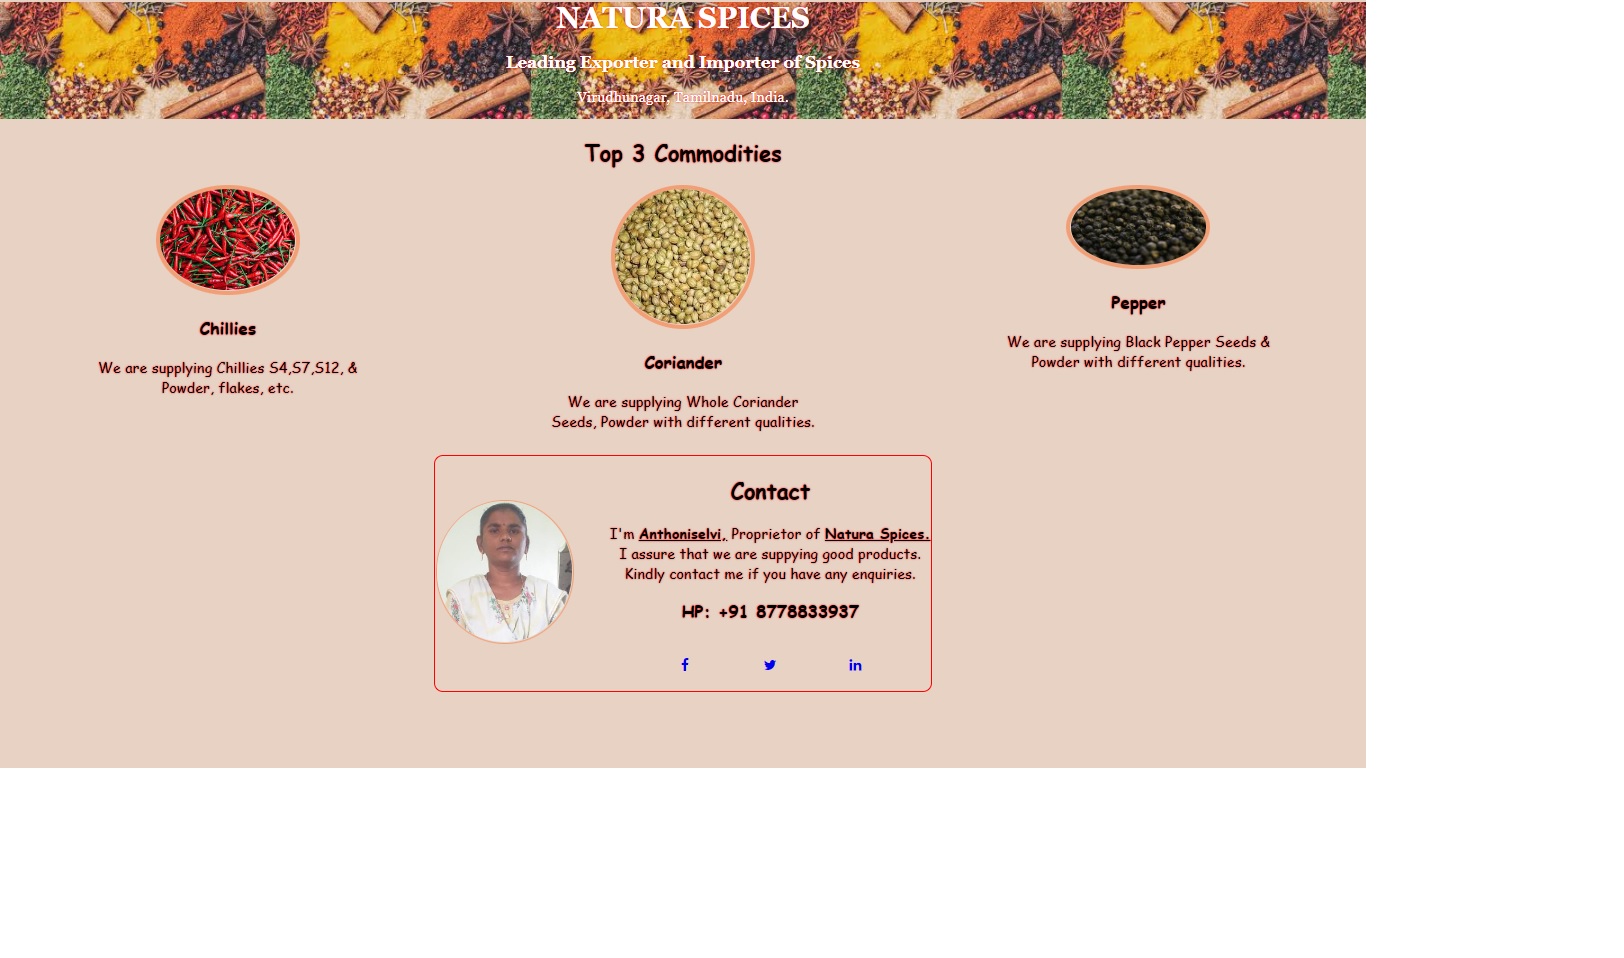 NATURA SPICES
Leading Exporter and Importer of Spices
Virudhunagar, Tamilnadu, India.
Top 3 Commodities
Chillies
We are supplying Chillies S4,S7,S12, &
Powder, flakes, etc.
Coriander
We are supplying Whole Coriander
Seeds, Powder with different qualities.
Pepper
We are supplying Black Pepper Seeds &
Powder with different qualities.
Contact
I'm Anthoniselvi, Proprietor of Natura Spices.
I assure that we are suppying good products.
Kindly contact me if you have any enquiries.
HP: +91 8778833937